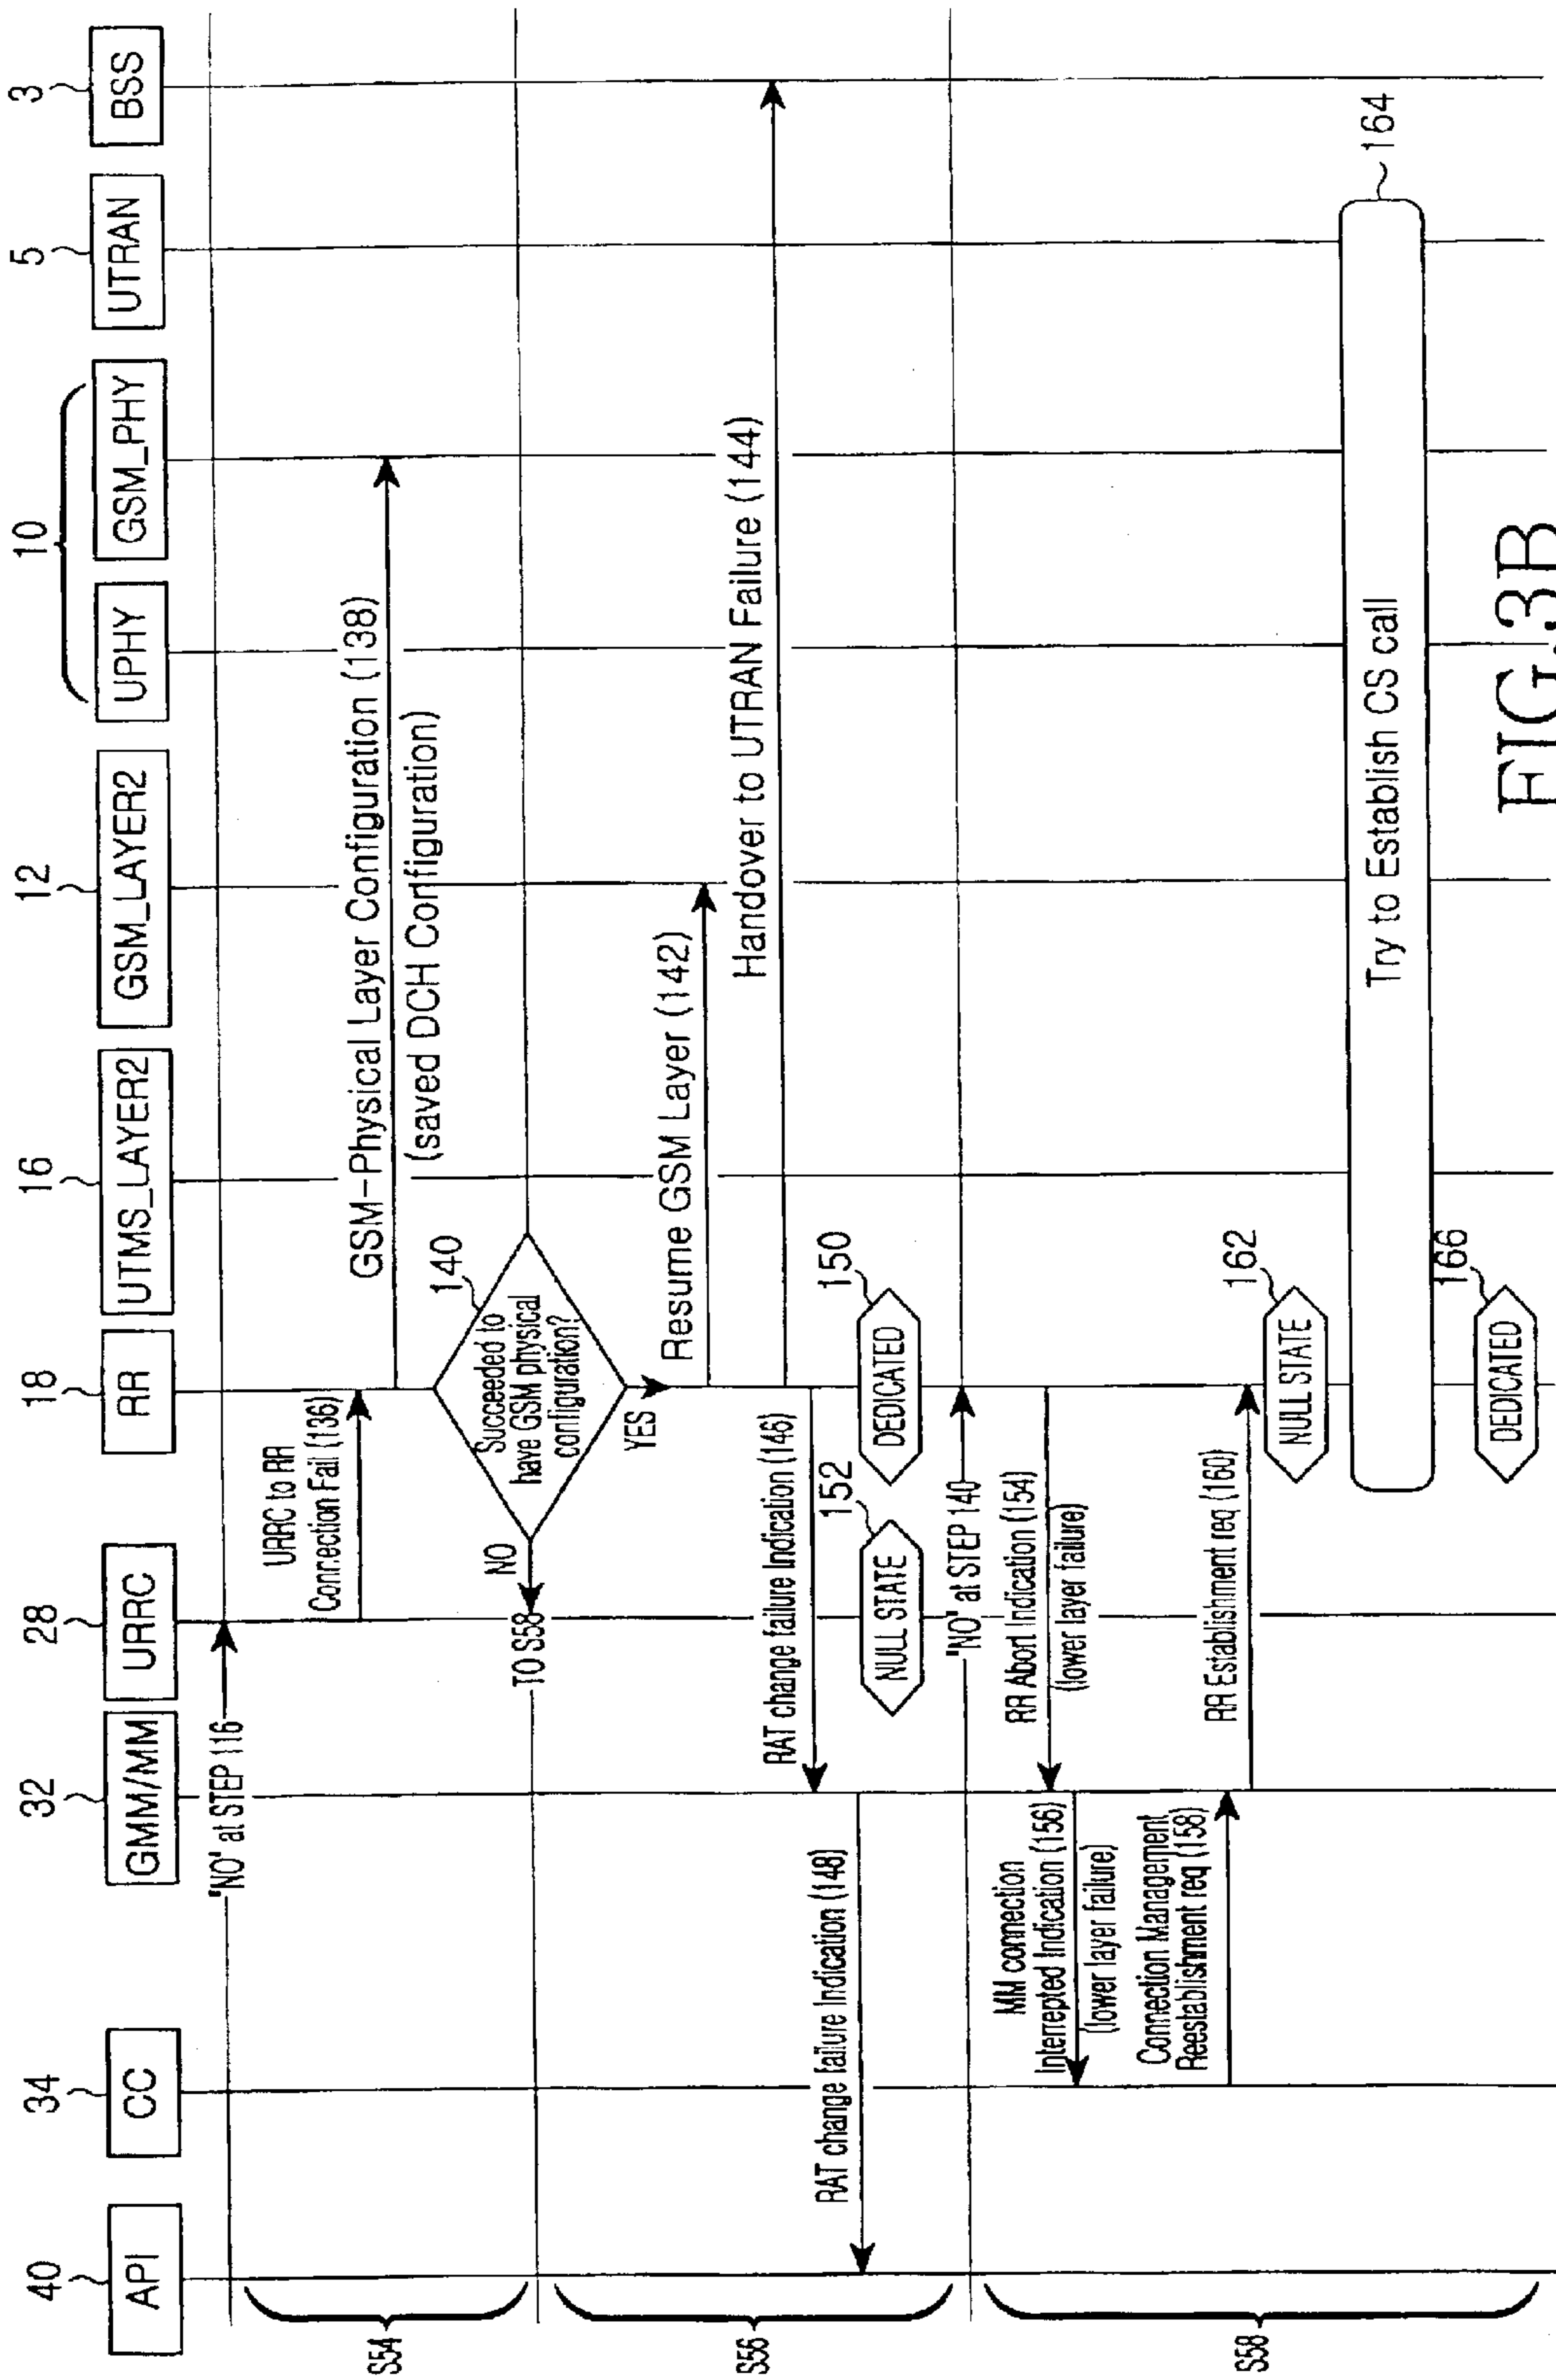 40
34
32
28
18
16
12
10
5
3
API
CC
GMM/MM
URRC
RR
UTMS_LAYER2
GSM_LAYER2
UPHY
GSM_PHY
UTRAN
BSS
"NO" at STEP 116
S54
URRC to RR
Connection Fail (136)
GSM-Physical Layer Configuration (138)
(saved DCH Configuration)
140
Succeeded to
have GSM physical
configuration?
NO
TO S58
YES
S56
Resume GSM Layer (142)
Handover to UTRAN Failure (144)
RAT change failure Indication (146)
RAT change failure Indication (148)
152
150
NULL STATE
DEDICATED
"NO" at STEP 140
S58
RR Abort Indication (154)
(lower layer failure)
MM connection
Interrepted Indication (156)
(lower layer failure)
Connection Management
Reestablishment req (158)
RR Establishment req (160)
162
NULL STATE
Try to Establish CS call
164
166
DEDICATED
FIG.3B